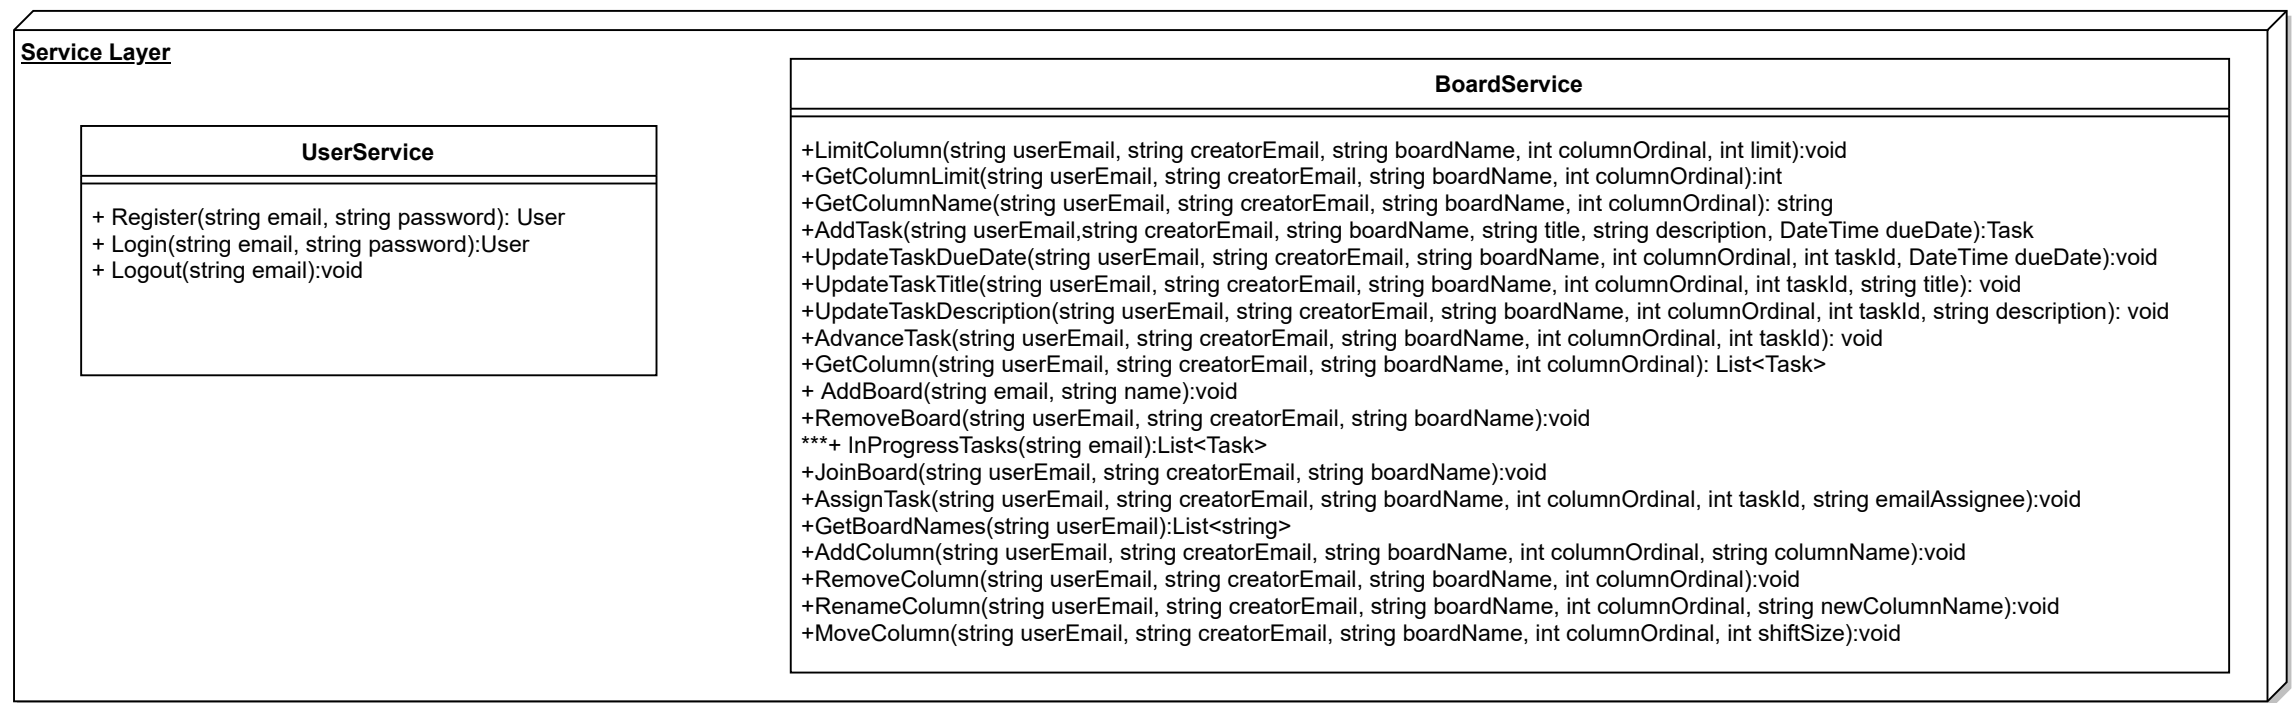 Service Layer
UserService
+ Register(string email, string password): User
+ Login(string email, string password):User
+ Logout(string email):void
BoardService
+LimitColumn(string userEmail, string creatorEmail, string boardName, int columnOrdinal, int limit):void
+GetColumnLimit(string userEmail, string creatorEmail, string boardName, int columnOrdinal):int
+GetColumnName(string userEmail, string creatorEmail, string boardName, int columnOrdinal): string
+AddTask(string userEmail,string creatorEmail, string boardName, string title, string description, DateTime dueDate):Task
+UpdateTaskDueDate(string userEmail, string creatorEmail, string boardName, int columnOrdinal, int taskId, DateTime dueDate):void
+UpdateTaskTitle(string userEmail, string creatorEmail, string boardName, int columnOrdinal, int taskId, string title): void
+UpdateTaskDescription(string userEmail, string creatorEmail, string boardName, int columnOrdinal, int taskId, string description): void
+AdvanceTask(string userEmail, string creatorEmail, string boardName, int columnOrdinal, int taskId): void
+GetColumn(string userEmail, string creatorEmail, string boardName, int columnOrdinal): List<Task>
+ AddBoard(string email, string name):void
+RemoveBoard(string userEmail, string creatorEmail, string boardName):void
***+ InProgressTasks(string email):List<Task>
+JoinBoard(string userEmail, string creatorEmail, string boardName):void
+AssignTask(string userEmail, string creatorEmail, string boardName, int columnOrdinal, int taskId, string emailAssignee):void
+GetBoardNames(string userEmail):List<string>
+AddColumn(string userEmail, string creatorEmail, string boardName, int columnOrdinal, string columnName):void
+RemoveColumn(string userEmail, string creatorEmail, string boardName, int columnOrdinal):void
+RenameColumn(string userEmail, string creatorEmail, string boardName, int columnOrdinal, string newColumnName):void
+MoveColumn(string userEmail, string creatorEmail, string boardName, int columnOrdinal, int shiftSize):void